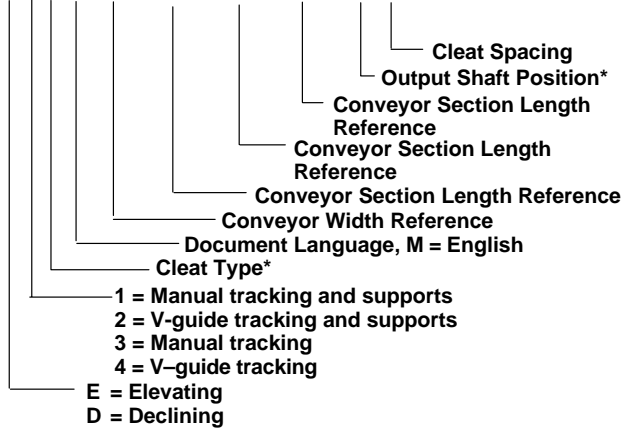 Cleat Spacing
Output Shaft Position*
Conveyor Section Length
Reference
Conveyor Section Length
Reference
Conveyor Section Length Reference
Conveyor Width Reference
Document Language, M = English
Cleat Type*
1 = Manual tracking and supports
2 = V-guide tracking and supports
3 = Manual tracking
4 = V–guide tracking
E = Elevating
D = Declining